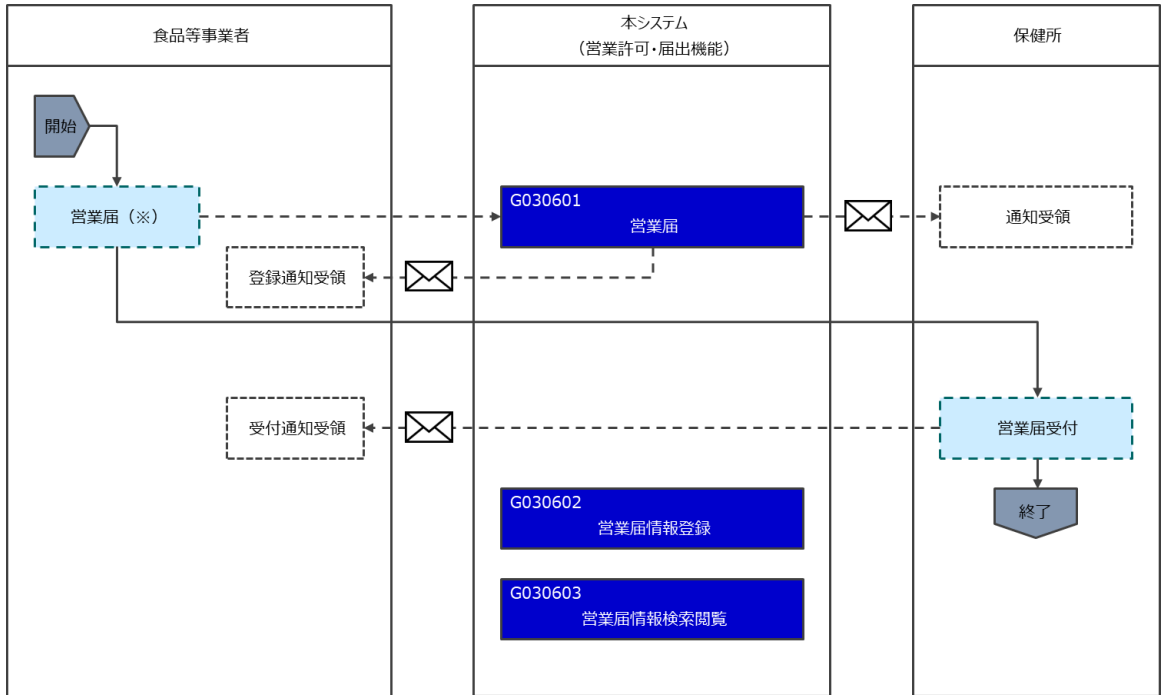 食品等事業者
本システム
（営業許可・届出機能）
保健所
開始
営業届（※）
G030601
営業届
通知受領
登録通知受領
受付通知受領
営業届受付
G030602
営業届情報登録
終了
G030603
営業届情報検索閲覧